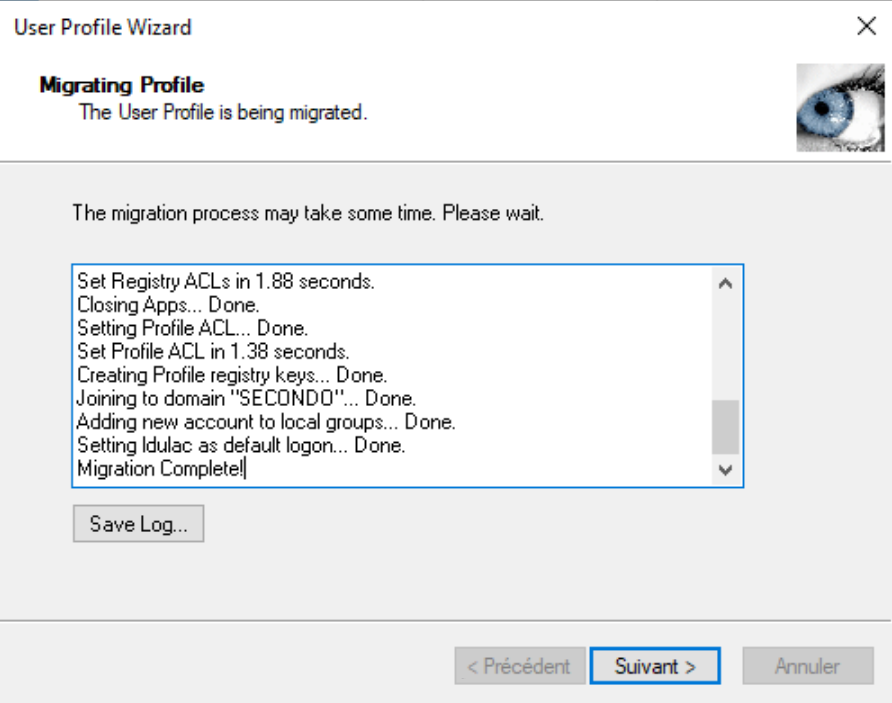 User Profile Wizard
Migrating Profile
The User Profile is being migrated.
The migration process may take some time. Please wait.
Set Registry ACLs in 1.88 seconds.
Closing Apps... Done.
Setting Profile ACL... Done.
Set Profile ACL in 1.38 seconds.
Creating Profile registry keys... Done.
Joining to domain "SECONDO"... Done.
Adding new account to local groups... Done.
Setting ldulac as default logon... Done.
Migration Complete!
Save Log...
< Précédent
Suivant >
Annuler